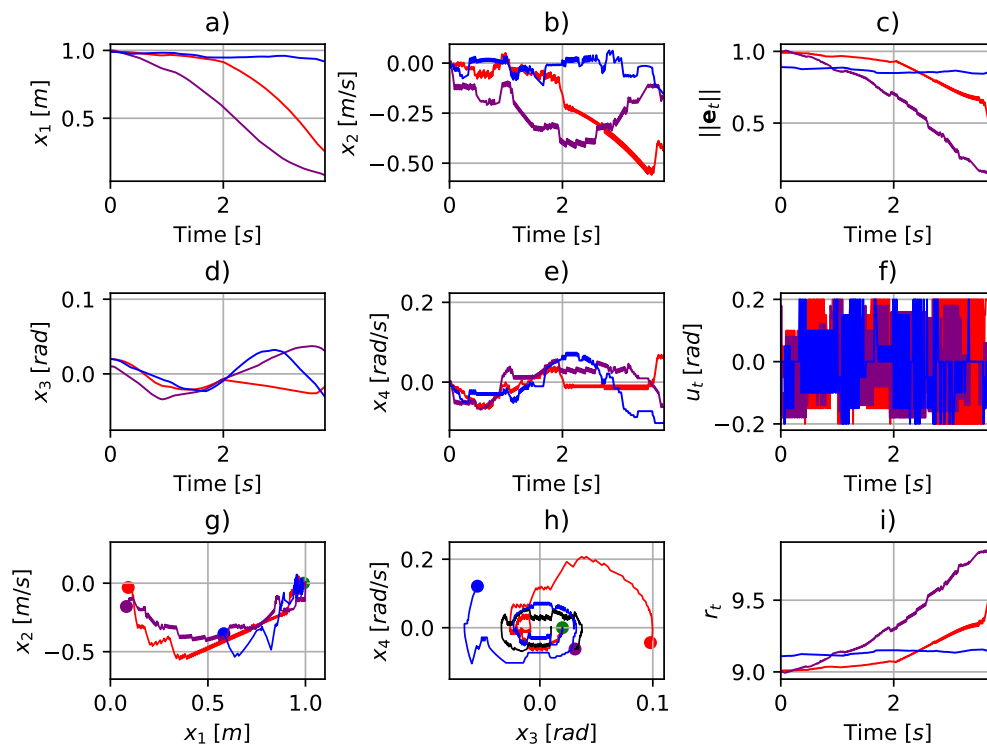 a)
b)
c)
1.0
0.5
x₁ [m]
0
2
Time [s]
0.00
−0.25
−0.50
x₂ [m/s]
0
2
Time [s]
1.0
0.5
||𝐞ₜ||
0
2
Time [s]
d)
e)
f)
0.1
0.0
x₃ [rad]
0
2
Time [s]
0.2
0.0
x₄ [rad/s]
0
2
Time [s]
0.2
0.0
−0.2
uₜ [rad]
0
2
Time [s]
g)
h)
i)
0.0
−0.5
x₂ [m/s]
0.0
0.5
1.0
x₁ [m]
0.2
0.0
x₄ [rad/s]
0.0
0.1
x₃ [rad]
9.5
9.0
rₜ
0
2
Time [s]